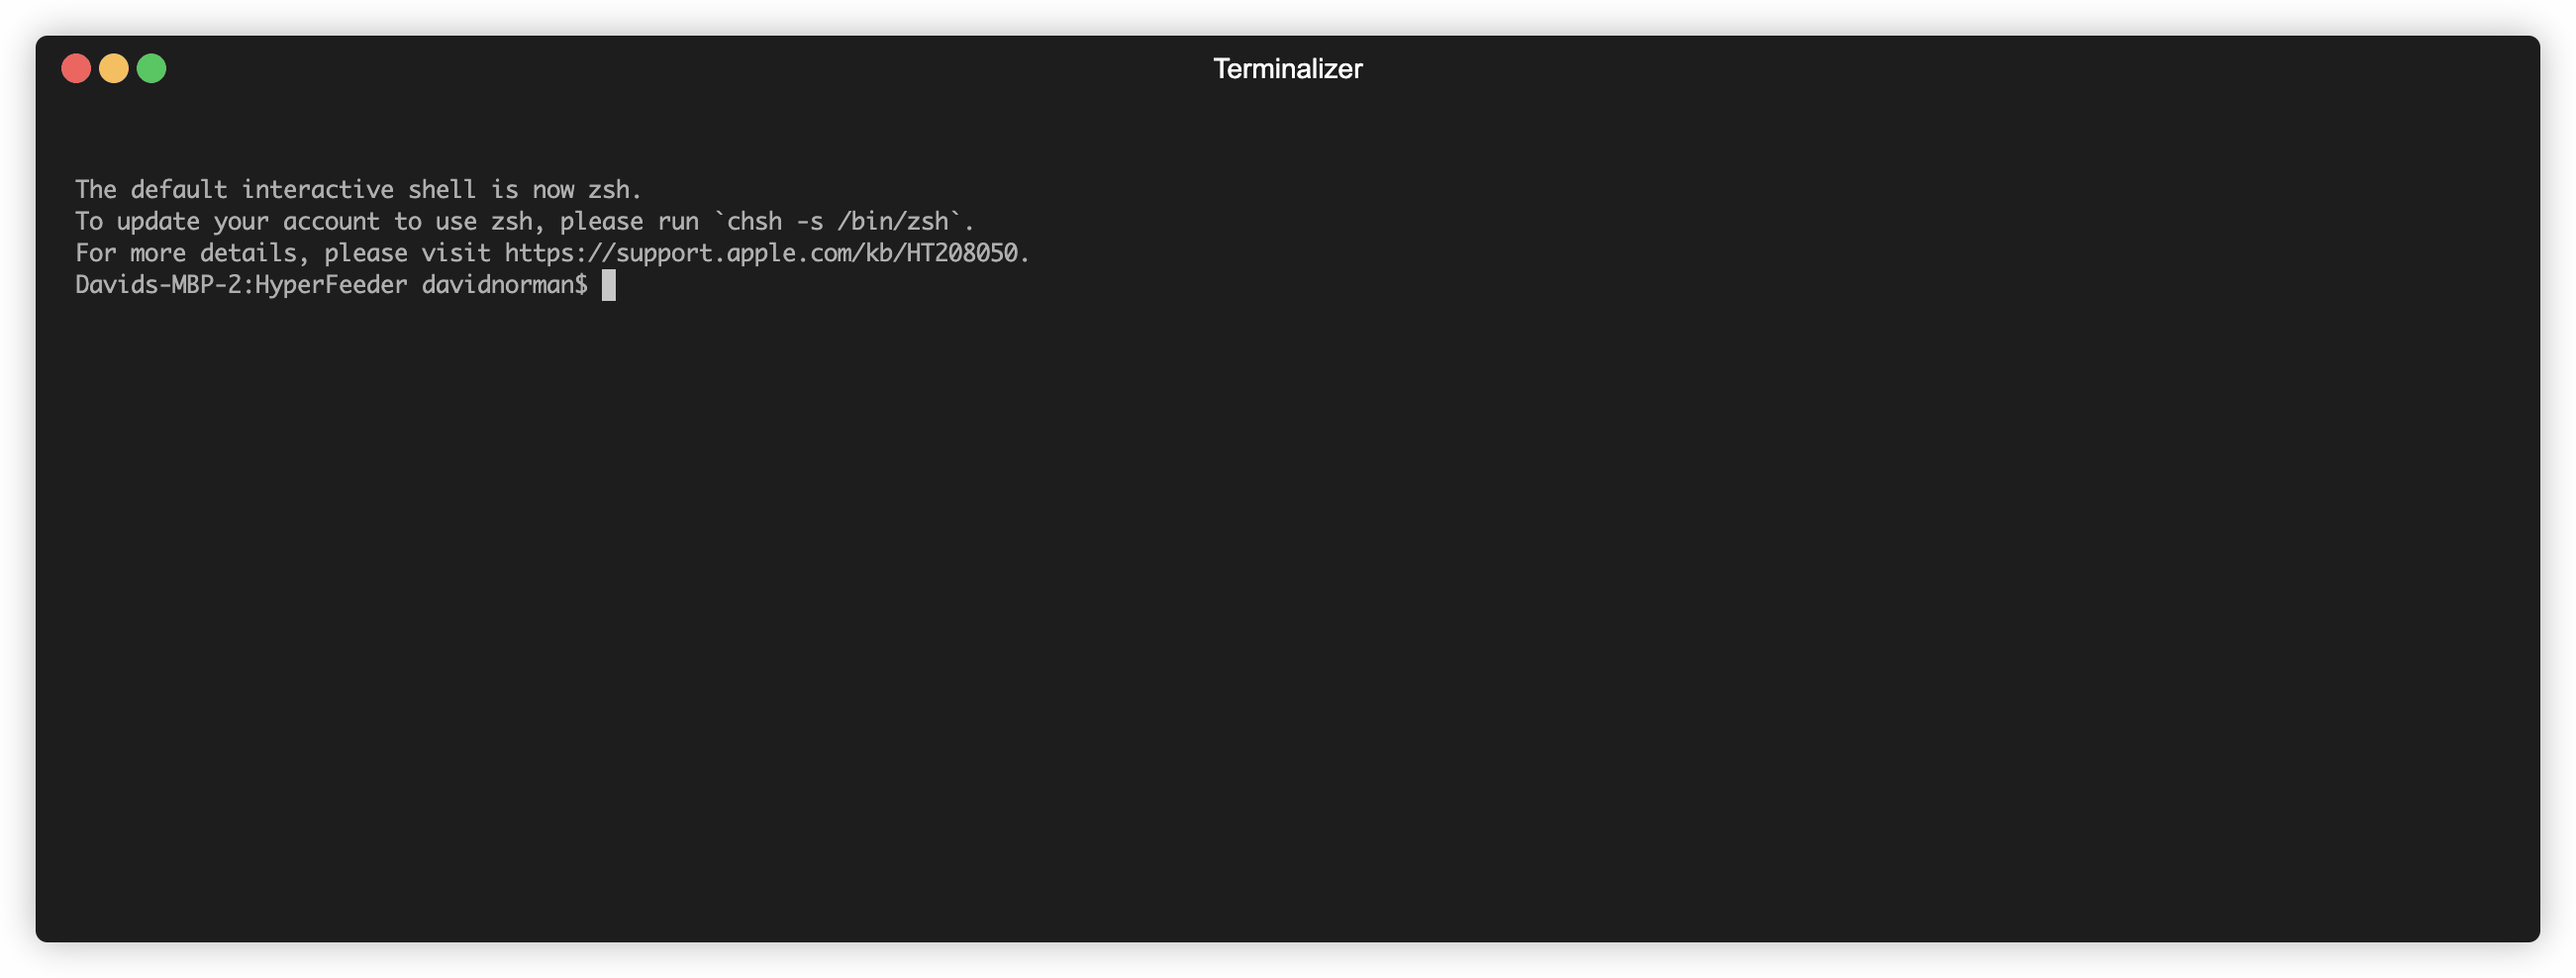 Terminalizer
The default interactive shell is now zsh.
To update your account to use zsh, please run `chsh -s /bin/zsh`.
For more details, please visit https://support.apple.com/kb/HT208050.
Davids-MBP-2:HyperFeeder davidnorman$